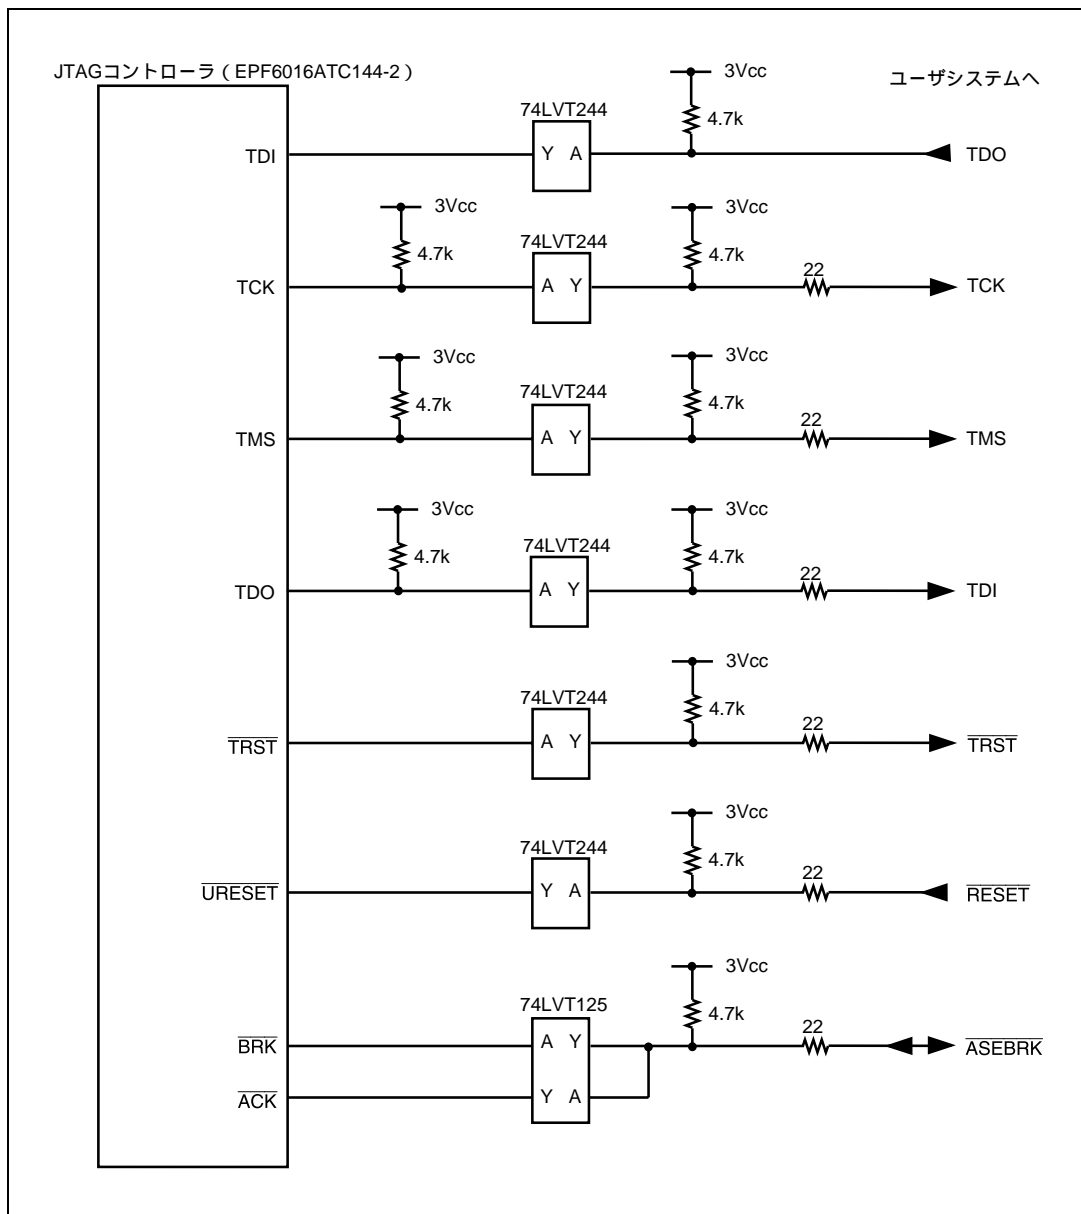 JTAGコントローラ ( EPF6016ATC144-2 )
ユーザシステムへ
3Vcc
4.7k
74LVT244
TDI
Y A
TDO
3Vcc
3Vcc
4.7k
74LVT244
4.7k
22
TCK
A Y
TCK
3Vcc
3Vcc
4.7k
74LVT244
4.7k
22
TMS
A Y
TMS
3Vcc
3Vcc
4.7k
74LVT244
4.7k
22
TDO
A Y
TDI
3Vcc
74LVT244
4.7k
22
TRST
A Y
TRST
3Vcc
74LVT244
4.7k
22
URESET
Y A
RESET
3Vcc
74LVT125
4.7k
22
BRK
A Y
ASEBRK
ACK
Y A